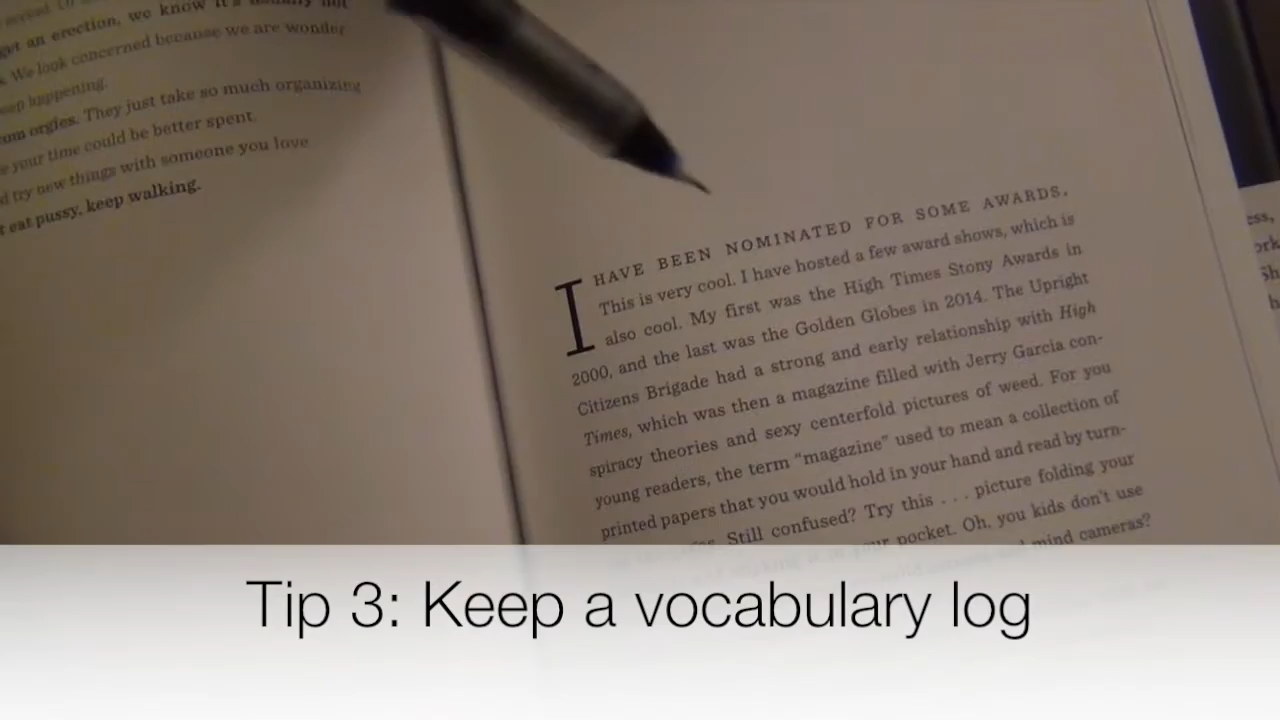 get an erection, we know it's usually not
We look concerned because we are wonder
happening.
orgies. They just take so much organizing
your time could be better spent.
try new things with someone you love
eat pussy, keep walking.
I HAVE BEEN NOMINATED FOR SOME AWARDS.
This is very cool. I have hosted a few award shows, which is
also cool. My first was the High Times Stony Awards in
2000, and the last was the Golden Globes in 2014. The Upright
Citizens Brigade had a strong and early relationship with High
Times, which was then a magazine filled with Jerry Garcia con-
spiracy theories and sexy centerfold pictures of weed. For you
young readers, the term “magazine” used to mean a collection of
printed papers that you would hold in your hand and read by turn-
Still confused? Try this . . . picture folding your
your pocket. Oh, you kids don't use
mind cameras?
Tip 3: Keep a vocabulary log